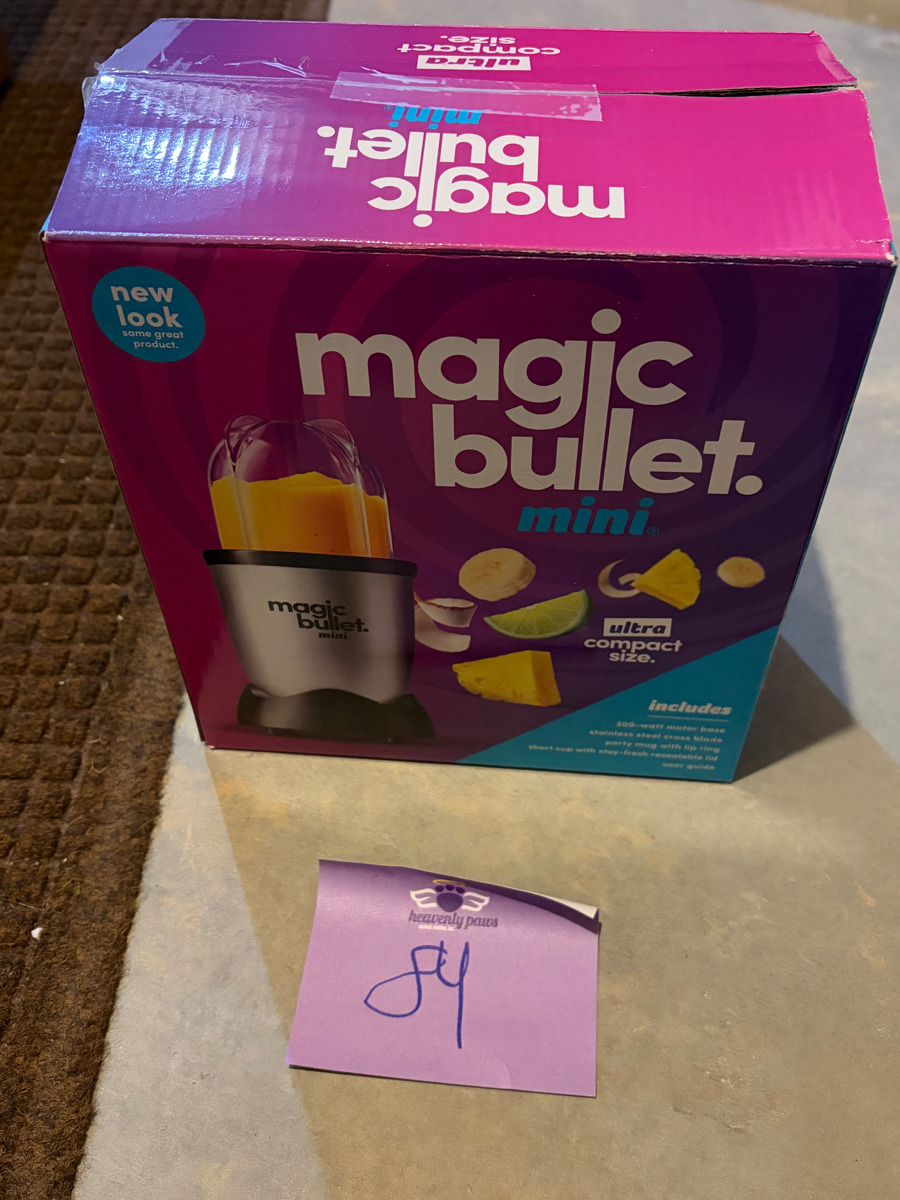 ultra
compact
size.
magic
bullet.
mini®
new
look
same great
product.
magic
bullet.
mini®
magic
bullet.
mini
ultra
compact
size.
includes
200-watt motor base
stainless steel cross blade
party mug with lip ring
short cup with stay-fresh resealable lid
user guide
heavenly paws
84